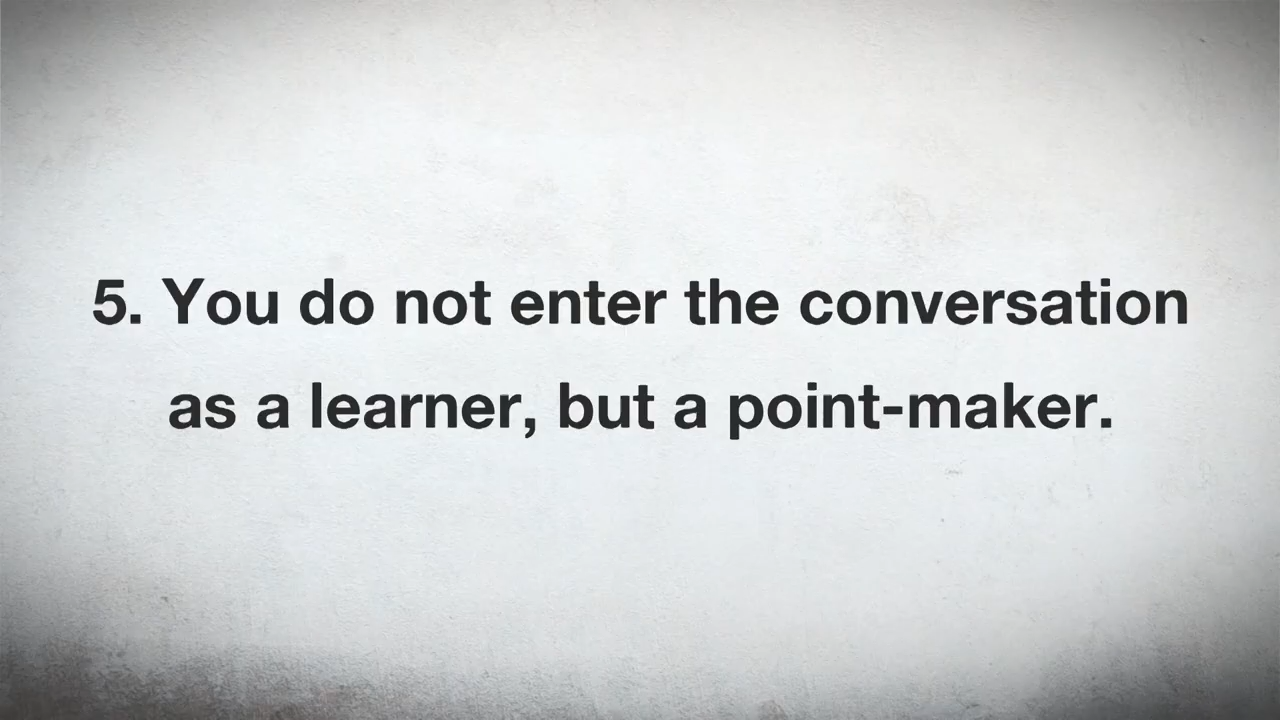 5. You do not enter the conversation
as a learner, but a point-maker.